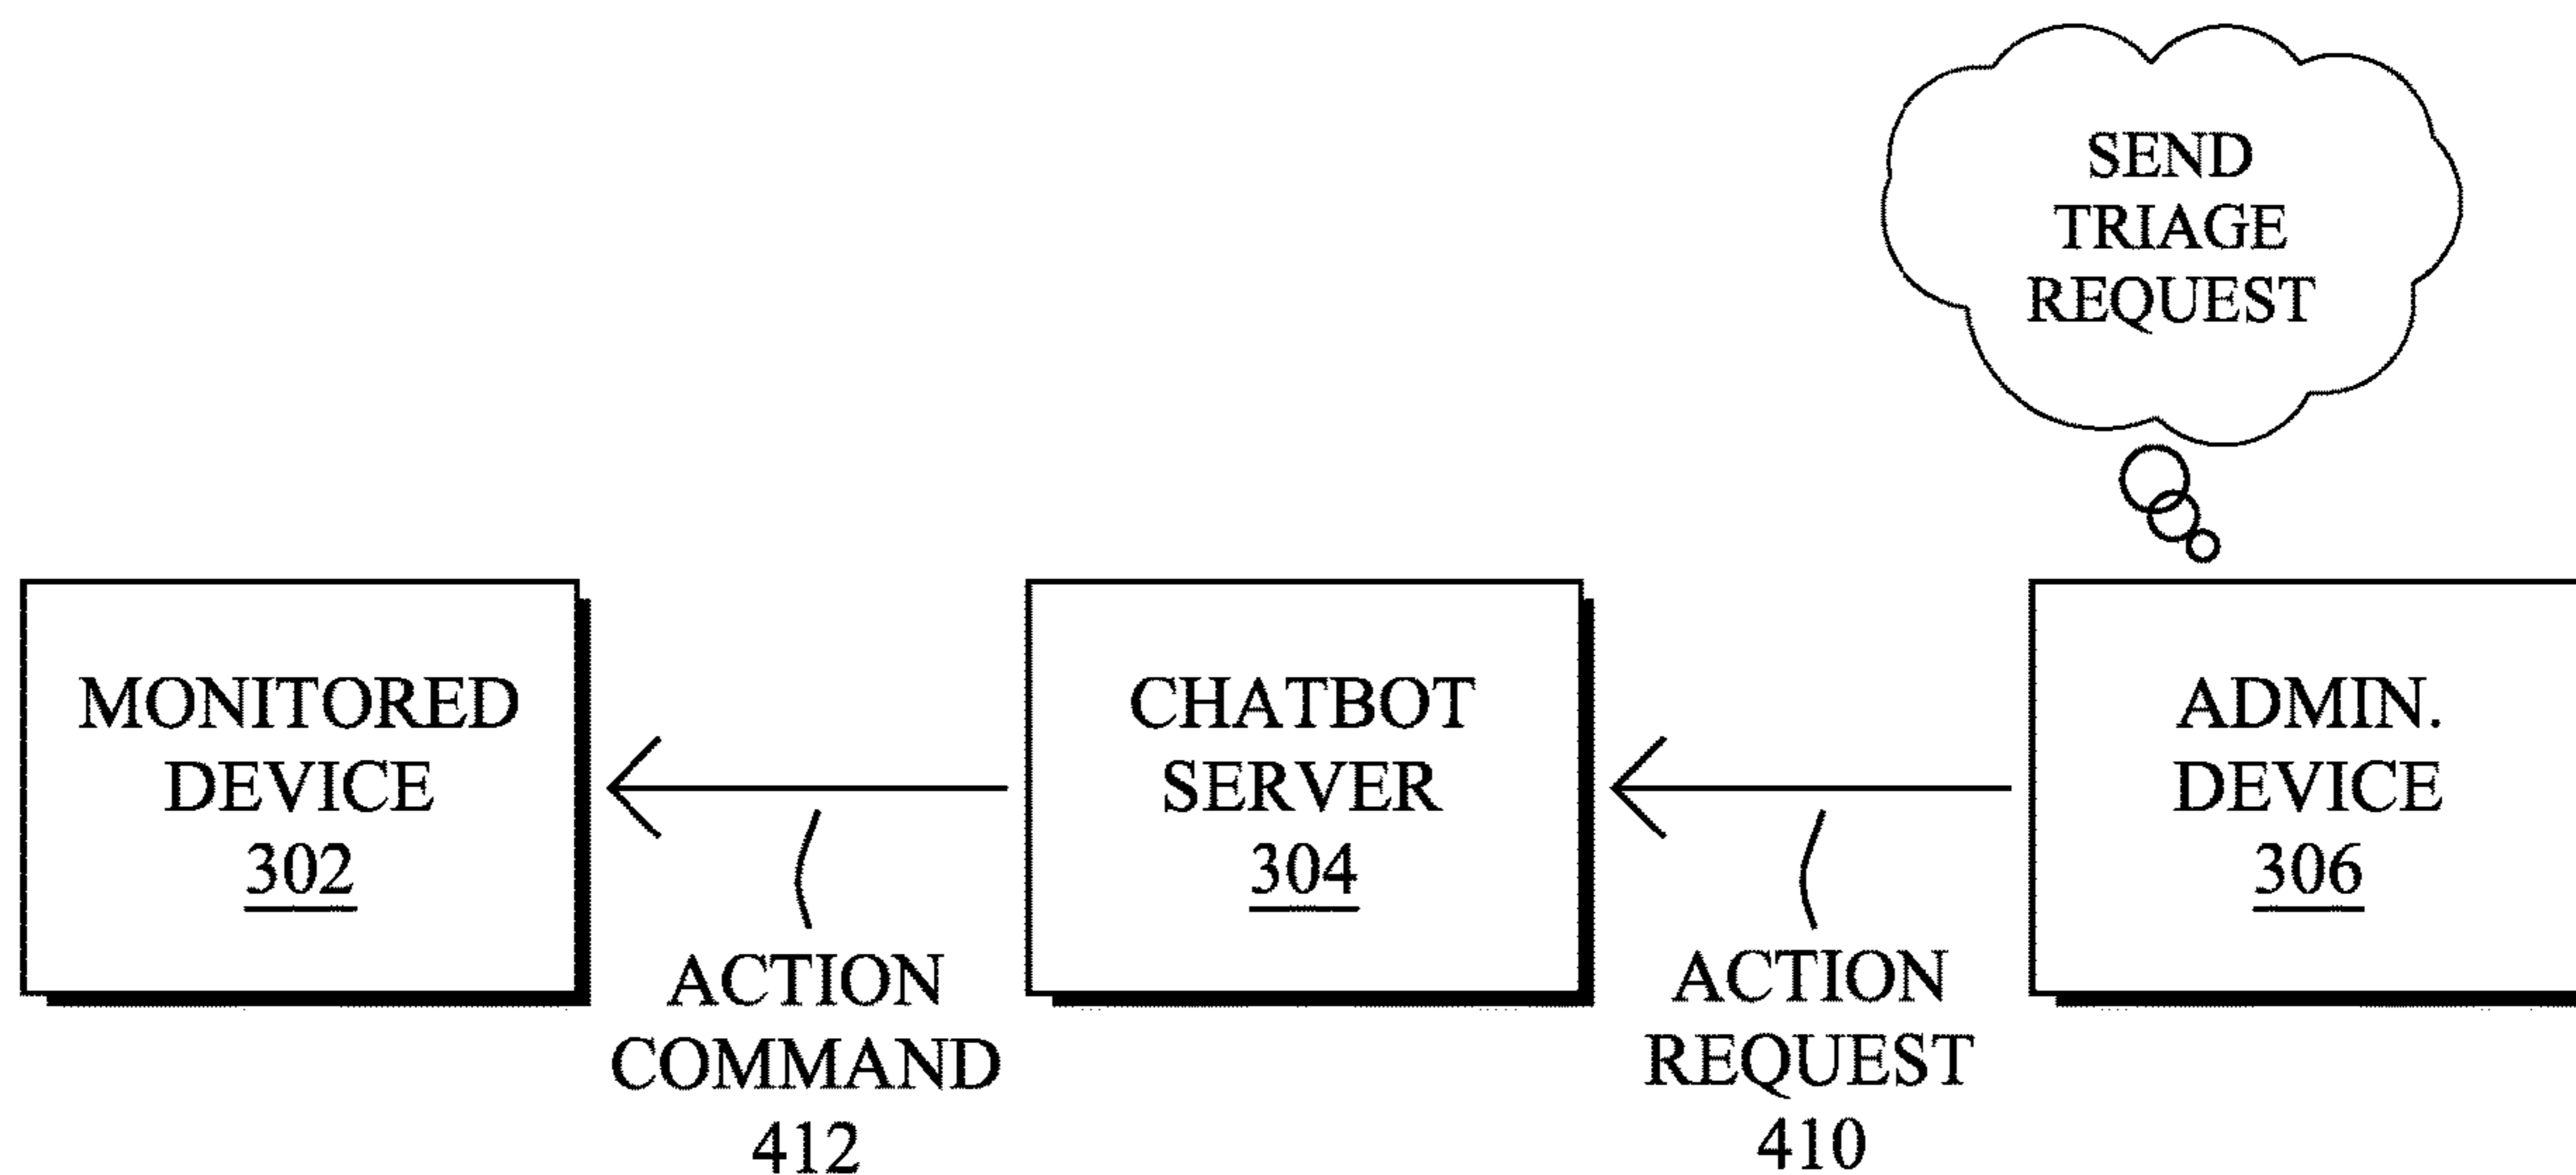 SEND
TRIAGE
REQUEST
MONITORED
DEVICE
302
CHATBOT
SERVER
304
ADMIN.
DEVICE
306
ACTION
COMMAND
412
ACTION
REQUEST
410